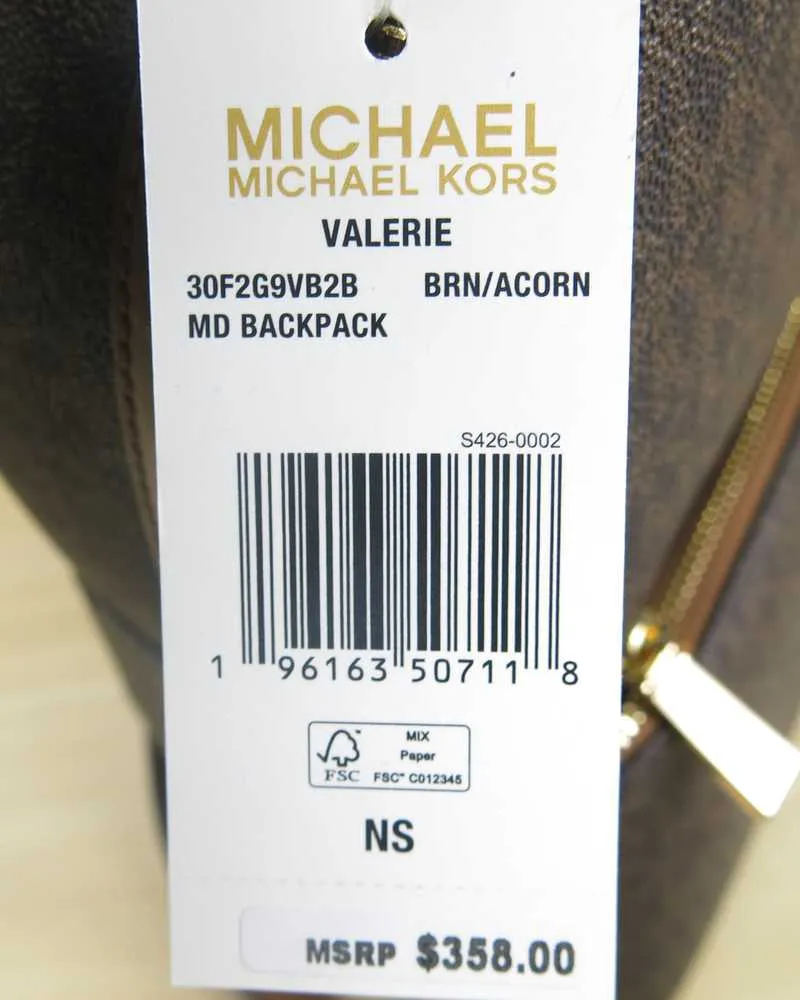 MICHAEL
MICHAEL KORS
VALERIE
30F2G9VB2B BRN/ACORN
MD BACKPACK
S426-0002
1 96163 50711 8
MIX
Paper
FSC FSC™ C012345
NS
MSRP $358.00